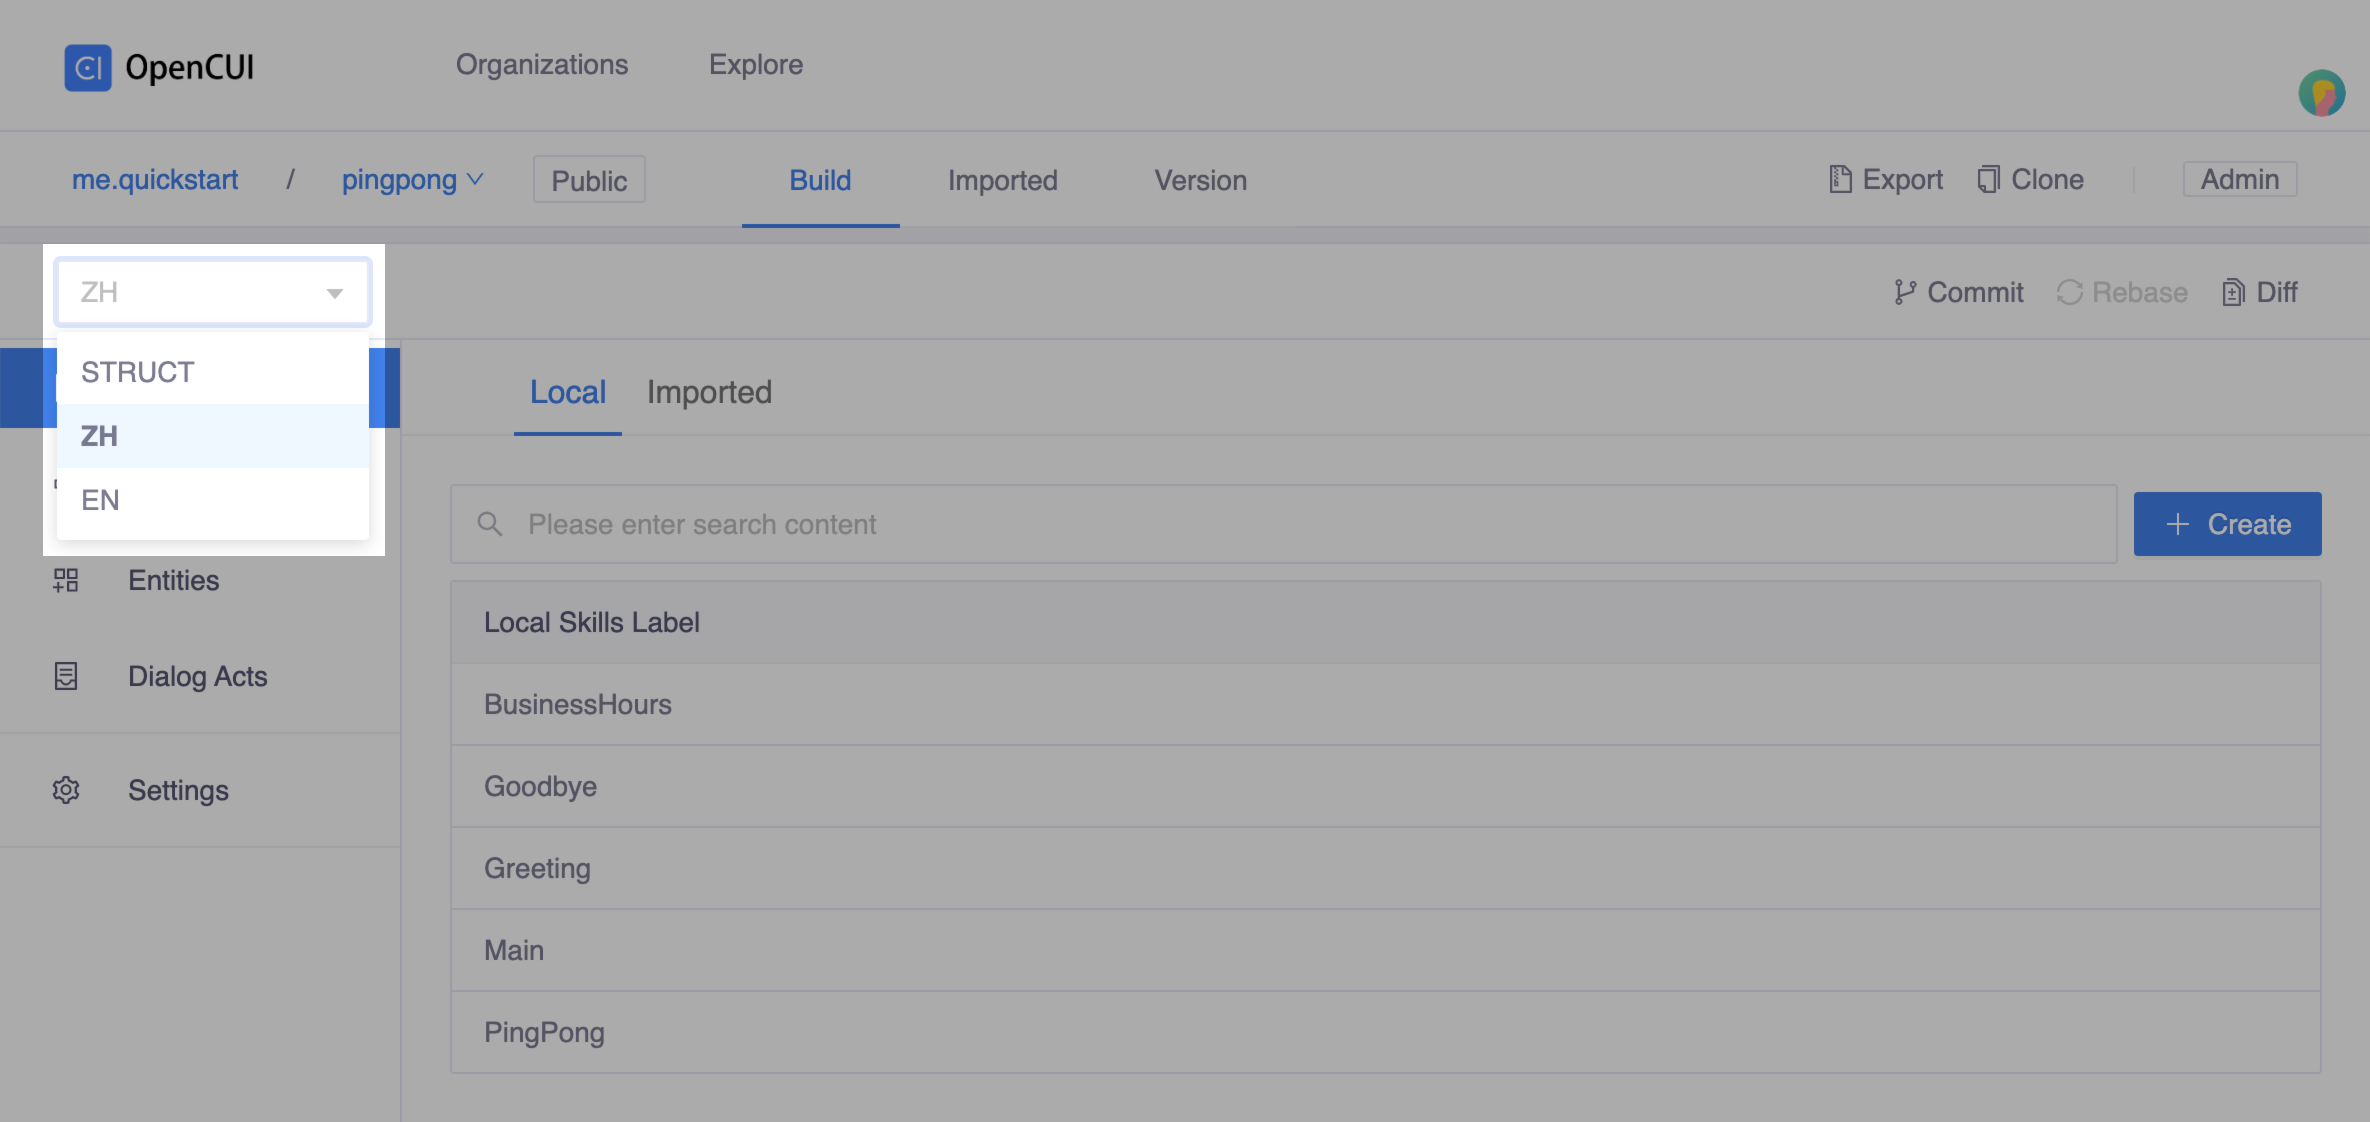 OpenCUI
Organizations
Explore
me.quickstart / pingpong
Public
Build
Imported
Version
Export
Clone
Admin
ZH
Commit
Rebase
Diff
STRUCT
ZH
EN
Entities
Dialog Acts
Settings
Local
Imported
Please enter search content
Create
Local Skills Label
BusinessHours
Goodbye
Greeting
Main
PingPong